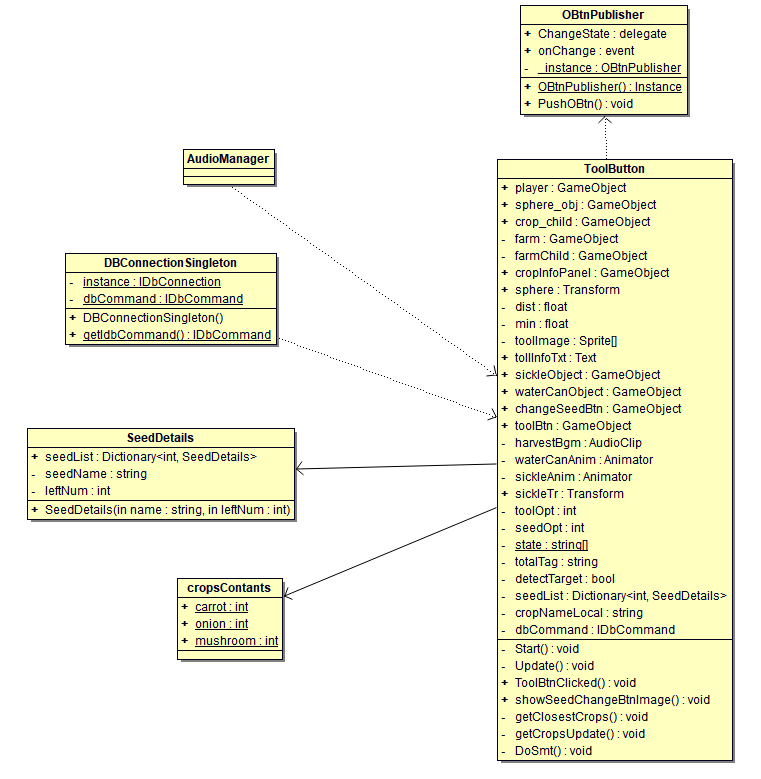 OBtnPublisher
+ ChangeState : delegate
+ onChange : event
- _instance : OBtnPublisher
+ OBtnPublisher() : Instance
+ PushOBtn() : void
AudioManager
DBConnectionSingleton
- instance : IDbConnection
- dbCommand : IDbCommand
+ DBConnectionSingleton()
+ getIdbCommand() : IDbCommand
SeedDetails
+ seedList : Dictionary<int, SeedDetails>
- seedName : string
- leftNum : int
+ SeedDetails(in name : string, in leftNum : int)
cropsContants
+ carrot : int
+ onion : int
+ mushroom : int
ToolButton
+ player : GameObject
+ sphere_obj : GameObject
+ crop_child : GameObject
- farm : GameObject
- farmChild : GameObject
+ cropInfoPanel : GameObject
+ sphere : Transform
- dist : float
- min : float
- toolImage : Sprite[]
+ tollInfoTxt : Text
+ sickleObject : GameObject
+ waterCanObject : GameObject
+ changeSeedBtn : GameObject
+ toolBtn : GameObject
- harvestBgm : AudioClip
- waterCanAnim : Animator
- sickleAnim : Animator
+ sickleTr : Transform
- toolOpt : int
- seedOpt : int
- state : string[]
- totalTag : string
- detectTarget : bool
- seedList : Dictionary<int, SeedDetails>
- cropNameLocal : string
- dbCommand : IDbCommand
- Start() : void
- Update() : void
+ ToolBtnClicked() : void
+ showSeedChangeBtnImage() : void
- getClosestCrops() : void
- getCropsUpdate() : void
- DoSmt() : void